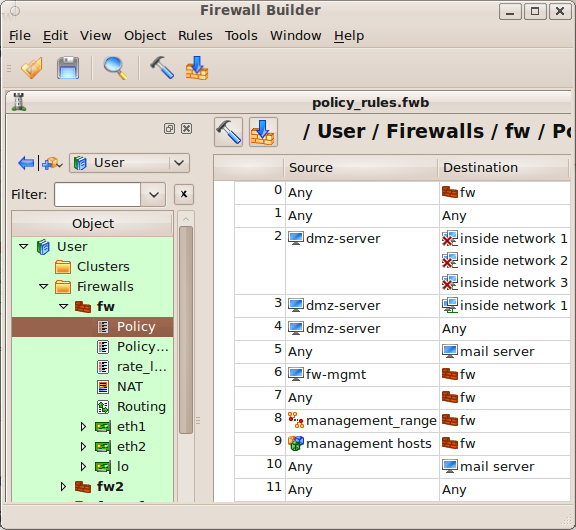 Firewall Builder
File Edit View Object Rules Tools Window Help
policy_rules.fwb
/ User / Firewalls / fw / Po
User
Filter:
x
Object
User
Clusters
Firewalls
fw
Policy
Policy...
rate_l...
NAT
Routing
eth1
eth2
lo
fw2
Source Destination
0 Any fw
1 Any Any
2 dmz-server inside network 1
inside network 2
inside network 3
3 dmz-server inside network 1
4 dmz-server Any
5 Any mail server
6 fw-mgmt fw
7 Any fw
8 management_range fw
9 management hosts fw
10 Any mail server
11 Any Any